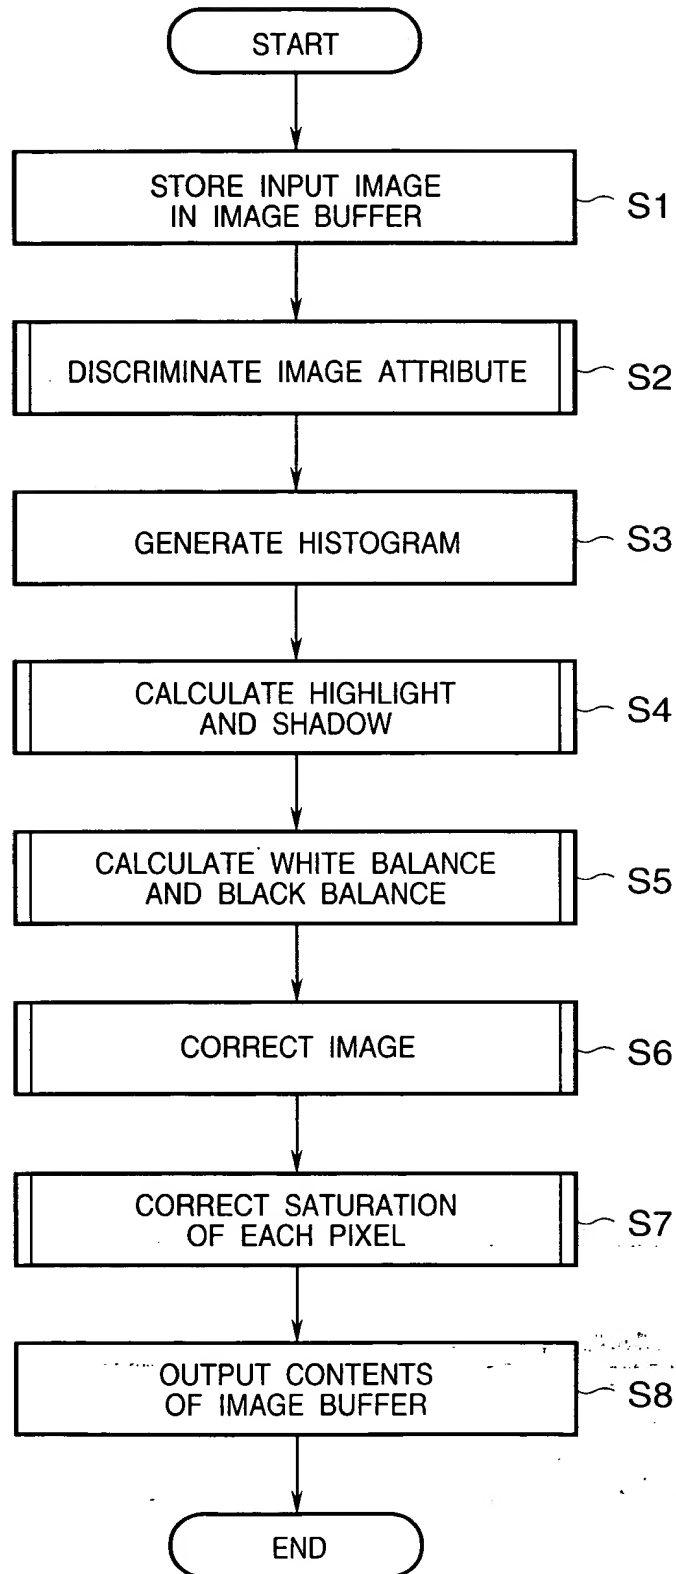 START
STORE INPUT IMAGE
IN IMAGE BUFFER
S1
DISCRIMINATE IMAGE ATTRIBUTE
S2
GENERATE HISTOGRAM
S3
CALCULATE HIGHLIGHT
AND SHADOW
S4
CALCULATE WHITE BALANCE
AND BLACK BALANCE
S5
CORRECT IMAGE
S6
CORRECT SATURATION
OF EACH PIXEL
S7
OUTPUT CONTENTS
OF IMAGE BUFFER
S8
END